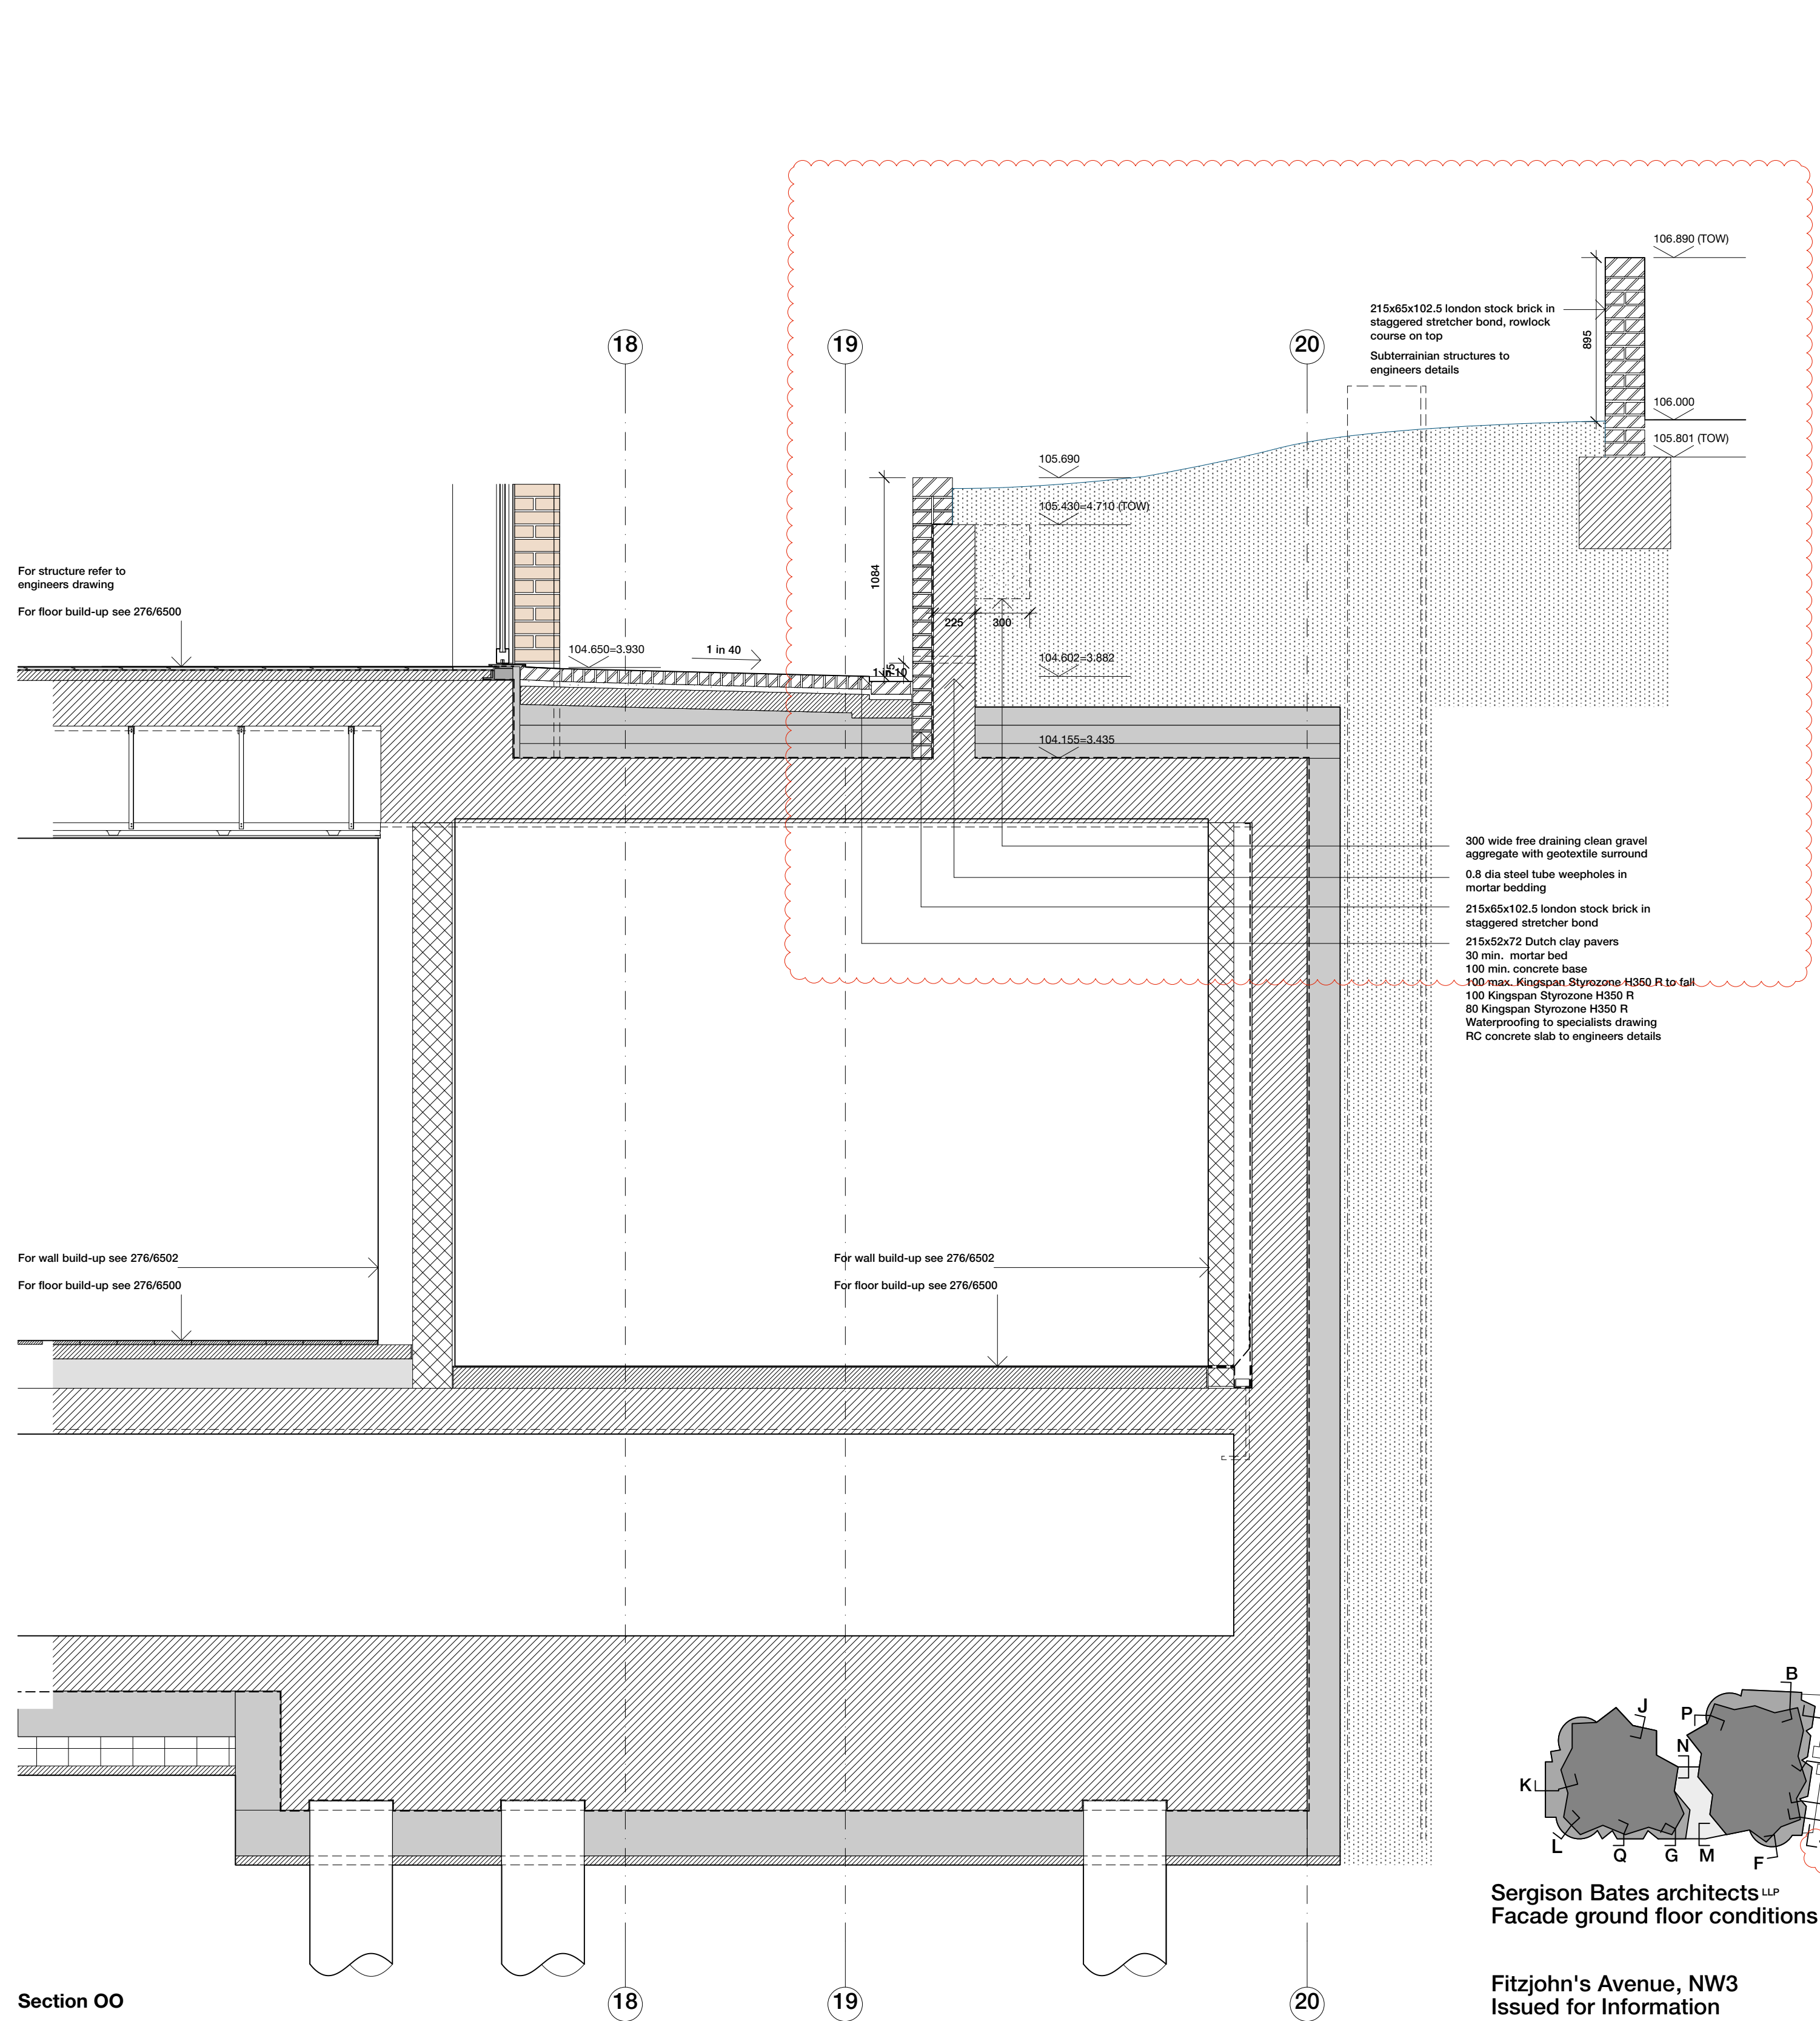 106.890 (TOW)
215x65x102.5 london stock brick in
staggered stretcher bond, rowlock
course on top
Subterrainian structures to
engineers details
895
18
19
20
106.000
105.801 (TOW)
105.690
105.430=4.710 (TOW)
1084
For structure refer to
engineers drawing
For floor build-up see 276/6500
225
300
104.650=3.930
1 in 40
75
1 in 10
104.602=3.882
104.155=3.435
300 wide free draining clean gravel
aggregate with geotextile surround
0.8 dia steel tube weepholes in
mortar bedding
215x65x102.5 london stock brick in
staggered stretcher bond
215x52x72 Dutch clay pavers
30 min. mortar bed
100 min. concrete base
100 max. Kingspan Styrozone H350 R to fall
100 Kingspan Styrozone H350 R
80 Kingspan Styrozone H350 R
Waterproofing to specialists drawing
RC concrete slab to engineers details
For wall build-up see 276/6502
For floor build-up see 276/6500
For wall build-up see 276/6502
For floor build-up see 276/6500
B
J
P
N
K
L
Q
G
M
F
Sergison Bates architects LLP
Facade ground floor conditions
Fitzjohn's Avenue, NW3
Issued for Information
Section OO
18
19
20